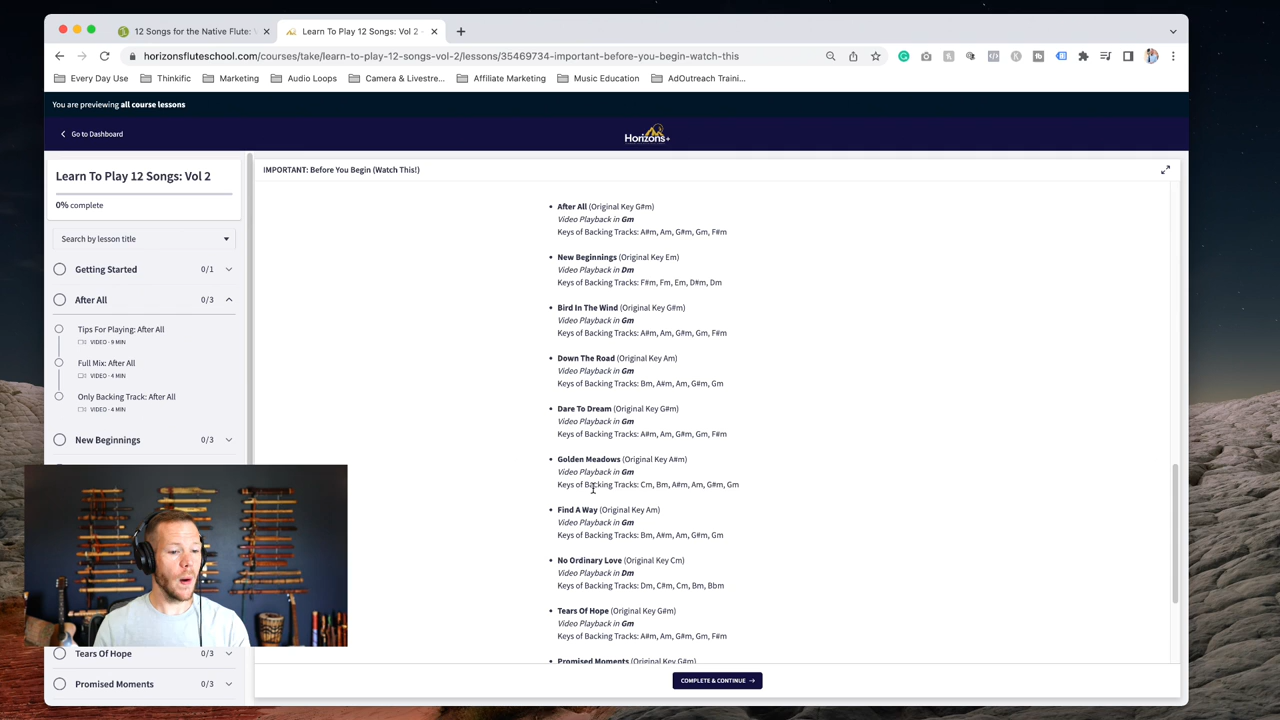 12 Songs for the Native Flute:
Learn To Play 12 Songs: Vol 2 -
horizonsfluteschool.com/courses/take/learn-to-play-12-songs-vol-2/lessons/35469734-important-before-you-begin-watch-this
Every Day Use
Thinkific
Marketing
Audio Loops
Camera & Livestre...
Affiliate Marketing
Music Education
AdOutreach Traini...
You are previewing all course lessons
Go to Dashboard
Horizons+
Learn To Play 12 Songs: Vol 2
0% complete
Search by lesson title
Getting Started 0/1
After All 0/3
Tips For Playing: After All
VIDEO · 9 MIN
Full Mix: After All
VIDEO · 4 MIN
Only Backing Track: After All
VIDEO · 4 MIN
New Beginnings 0/3
Tears Of Hope 0/3
Promised Moments 0/3
IMPORTANT: Before You Begin (Watch This!)
After All (Original Key G#m)
Video Playback in Gm
Keys of Backing Tracks: A#m, Am, G#m, Gm, F#m
New Beginnings (Original Key Em)
Video Playback in Dm
Keys of Backing Tracks: F#m, Fm, Em, D#m, Dm
Bird In The Wind (Original Key G#m)
Video Playback in Gm
Keys of Backing Tracks: A#m, Am, G#m, Gm, F#m
Down The Road (Original Key Am)
Video Playback in Gm
Keys of Backing Tracks: Bm, A#m, Am, G#m, Gm
Dare To Dream (Original Key G#m)
Video Playback in Gm
Keys of Backing Tracks: A#m, Am, G#m, Gm, F#m
Golden Meadows (Original Key A#m)
Video Playback in Gm
Keys of Backing Tracks: Cm, Bm, A#m, Am, G#m, Gm
Find A Way (Original Key Am)
Video Playback in Gm
Keys of Backing Tracks: Bm, A#m, Am, G#m, Gm
No Ordinary Love (Original Key Cm)
Video Playback in Dm
Keys of Backing Tracks: Dm, C#m, Cm, Bm, Bbm
Tears Of Hope (Original Key G#m)
Video Playback in Gm
Keys of Backing Tracks: A#m, Am, G#m, Gm, F#m
Promised Moments (Original Key G#m)
COMPLETE & CONTINUE →